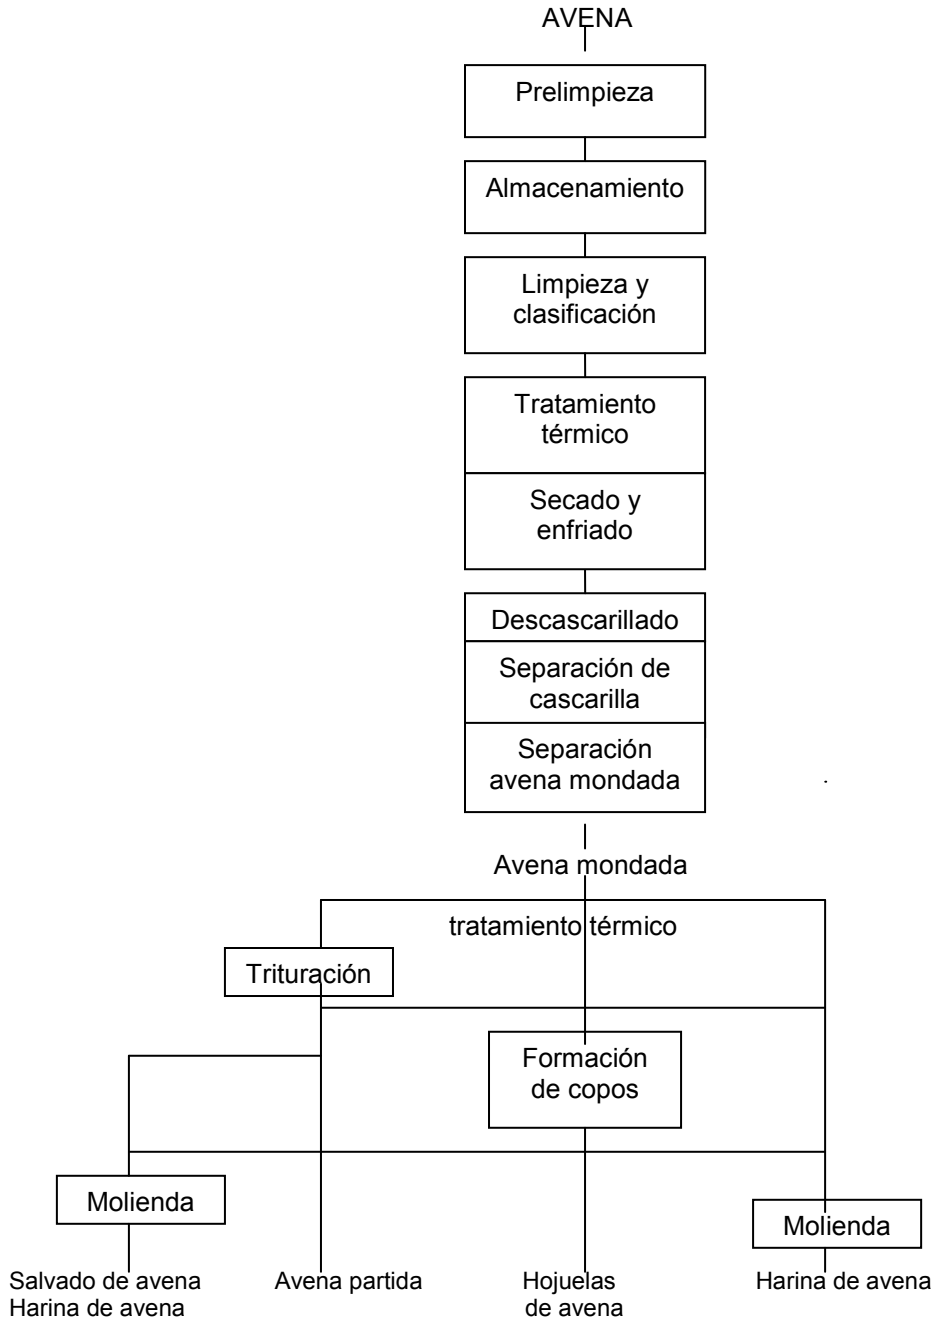 AVENA
Prelimpieza
Almacenamiento
Limpieza y
clasificación
Tratamiento
térmico
Secado y
enfriado
Descascarillado
Separación de
cascarilla
Separación
avena mondada
.
Avena mondada
tratamiento térmico
Trituración
Formación
de copos
Molienda
Molienda
Salvado de avena
Harina de avena
Avena partida
Hojuelas
de avena
Harina de avena